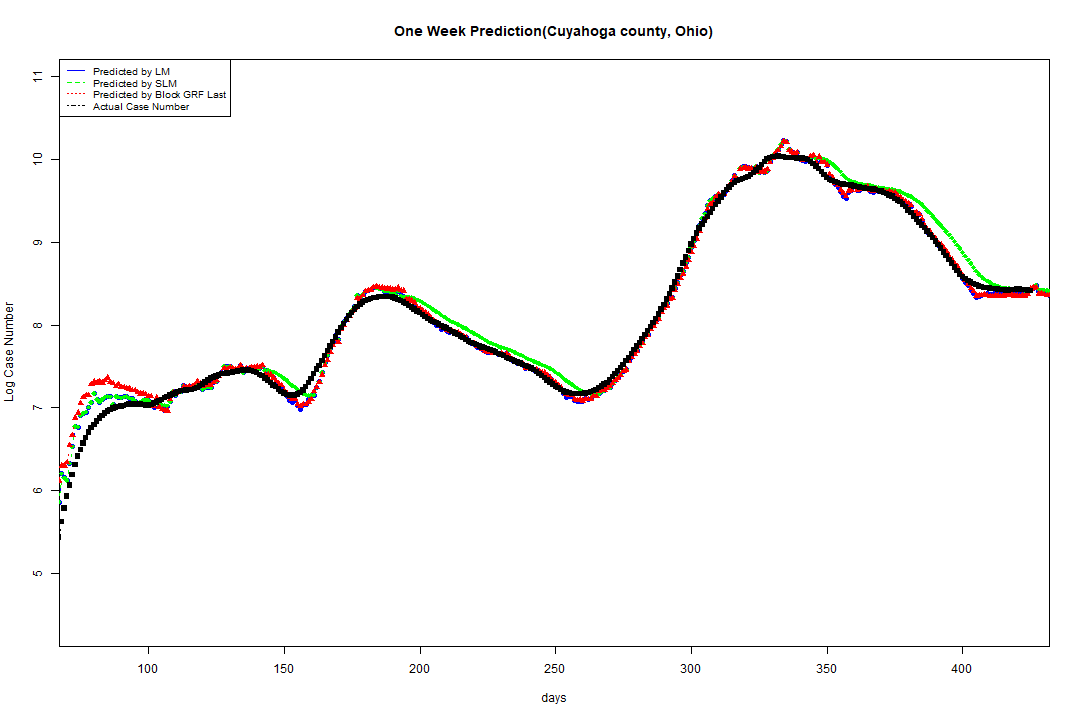 One Week Prediction(Cuyahoga county, Ohio)
Predicted by LM
Predicted by SLM
Predicted by Block GRF Last
Actual Case Number
11
10
9
8
7
6
5
Log Case Number
100 150 200 250 300 350 400
days